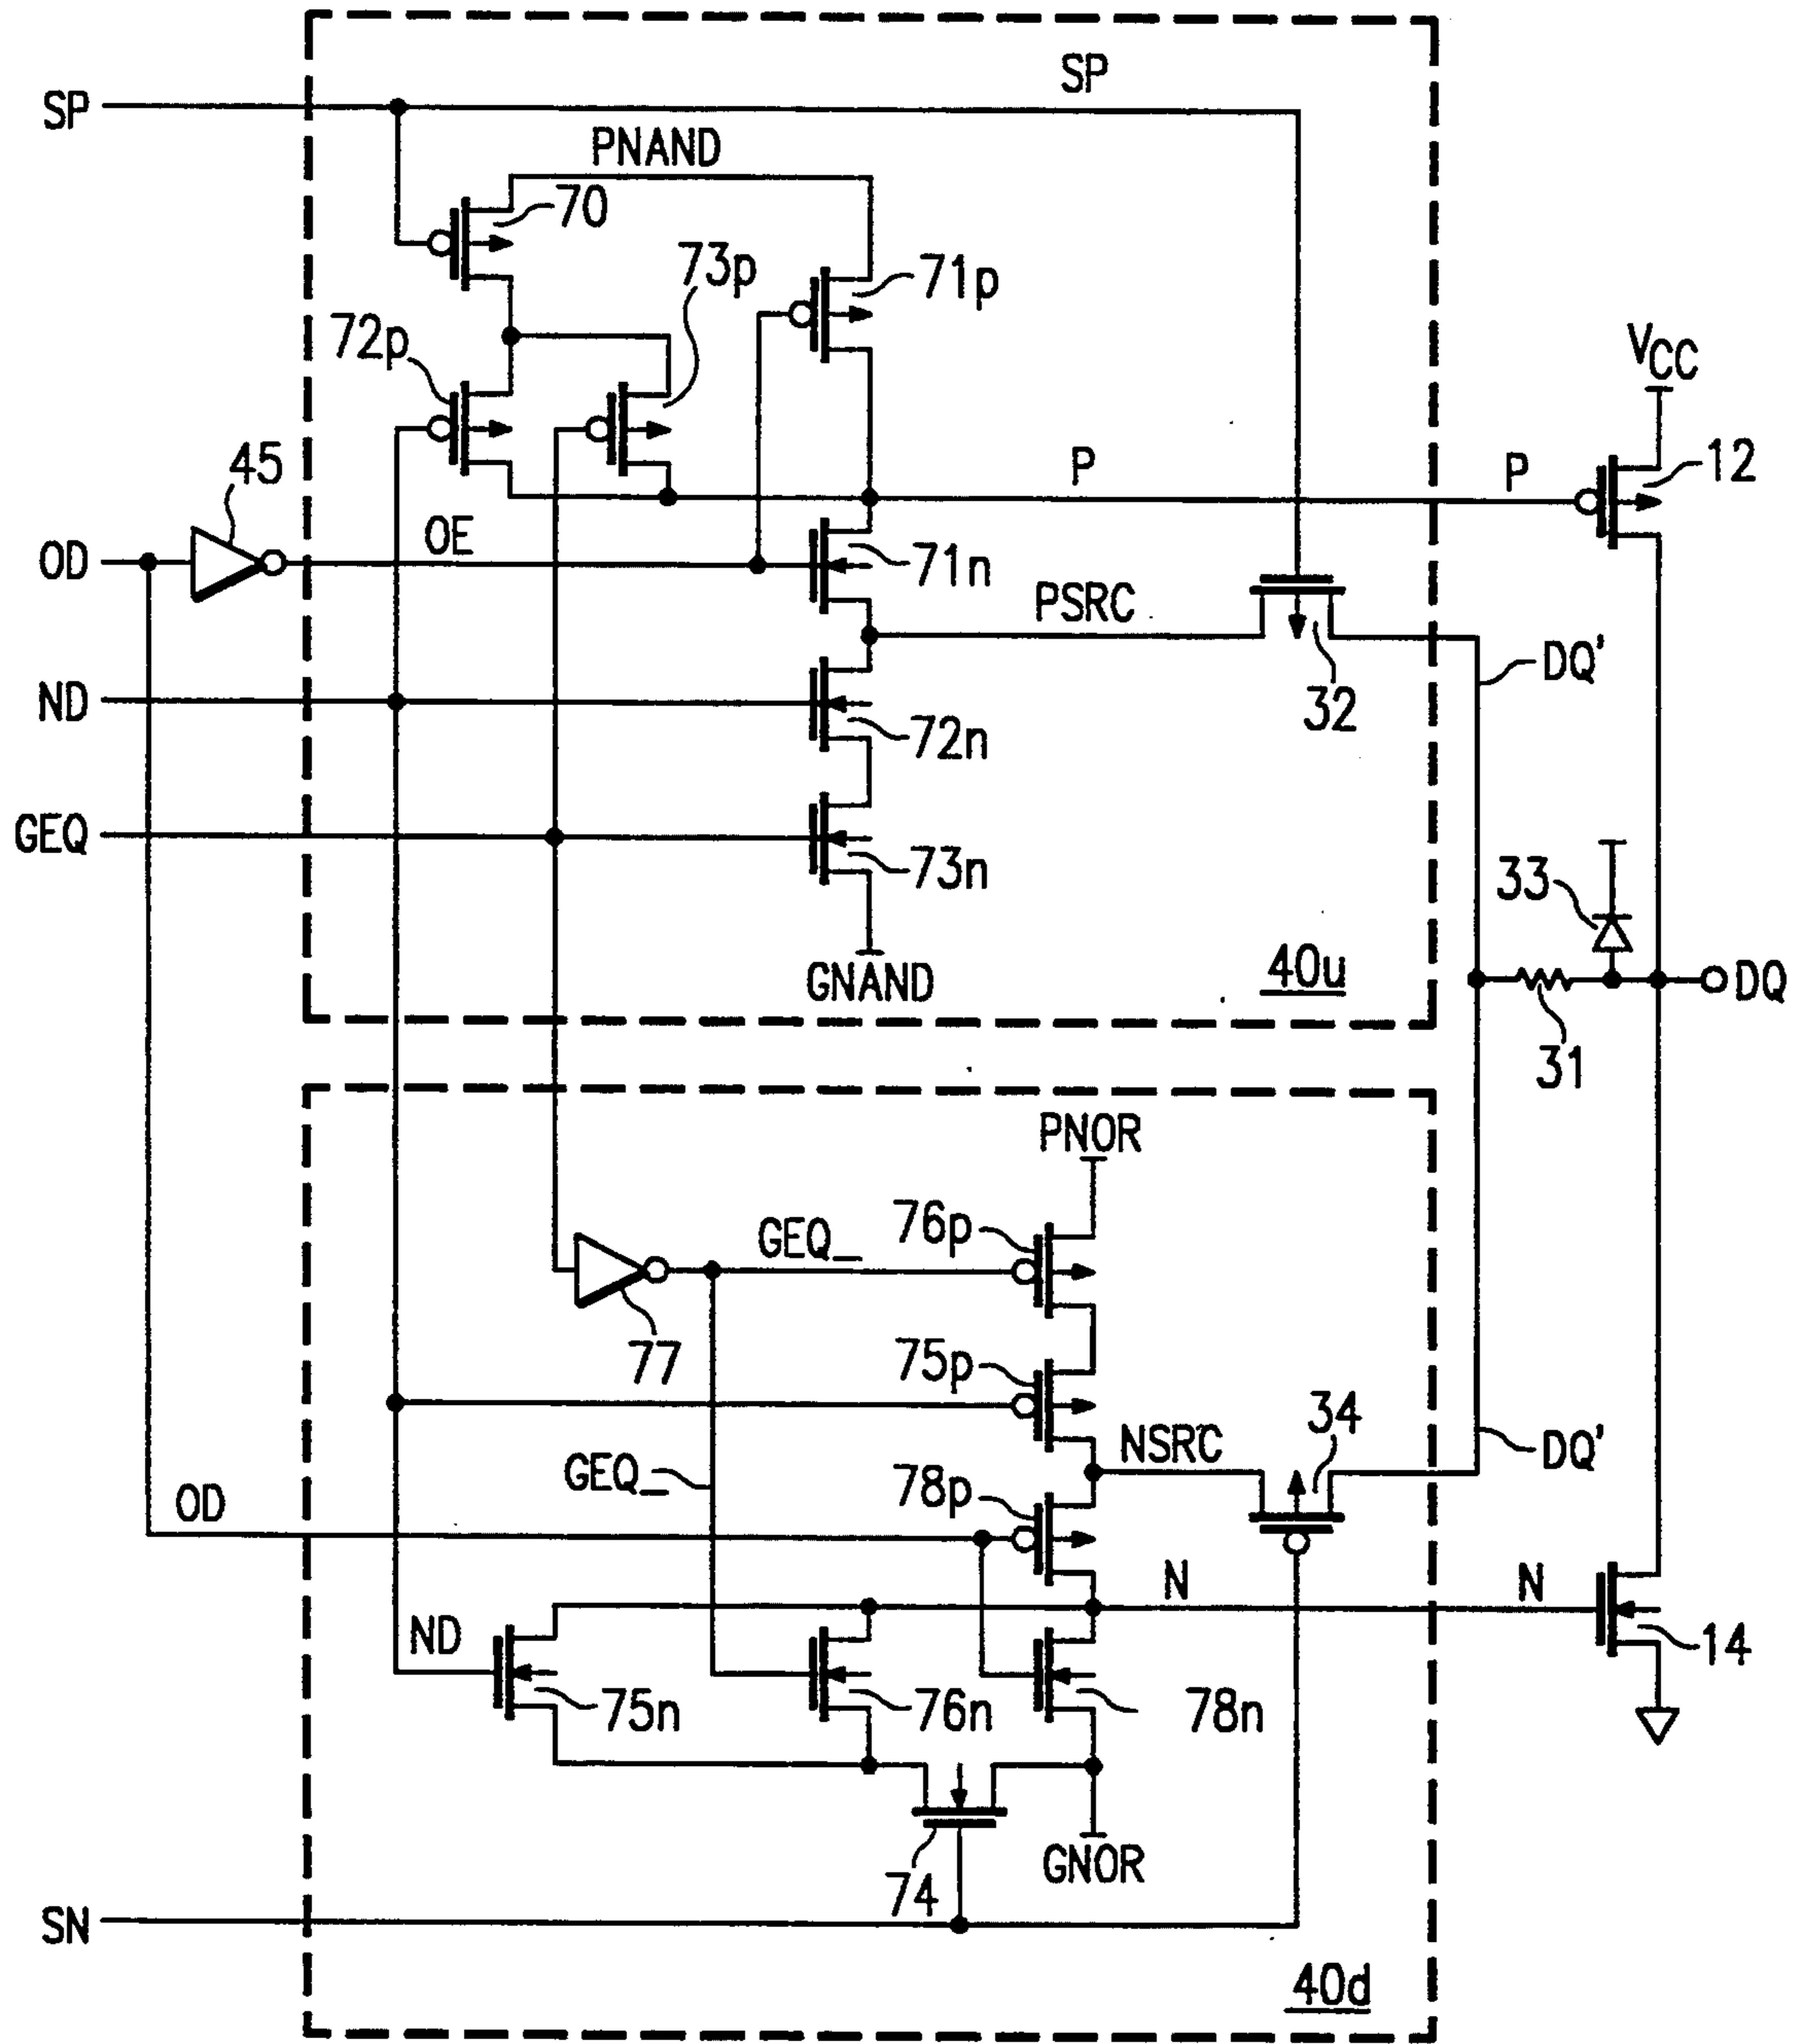 SP
SP
PNAND
70
73p
71p
72p
VCC
45
P
P
12
OD
OE
71n
PSRC
DQ'
ND
32
72n
GEQ
73n
33
GNAND
40u
DQ
31
PNOR
76p
GEQ_
77
75p
34
NSRC
DQ'
GEQ_
78p
OD
N
N
ND
14
75n
76n
78n
74
GNOR
SN
40d